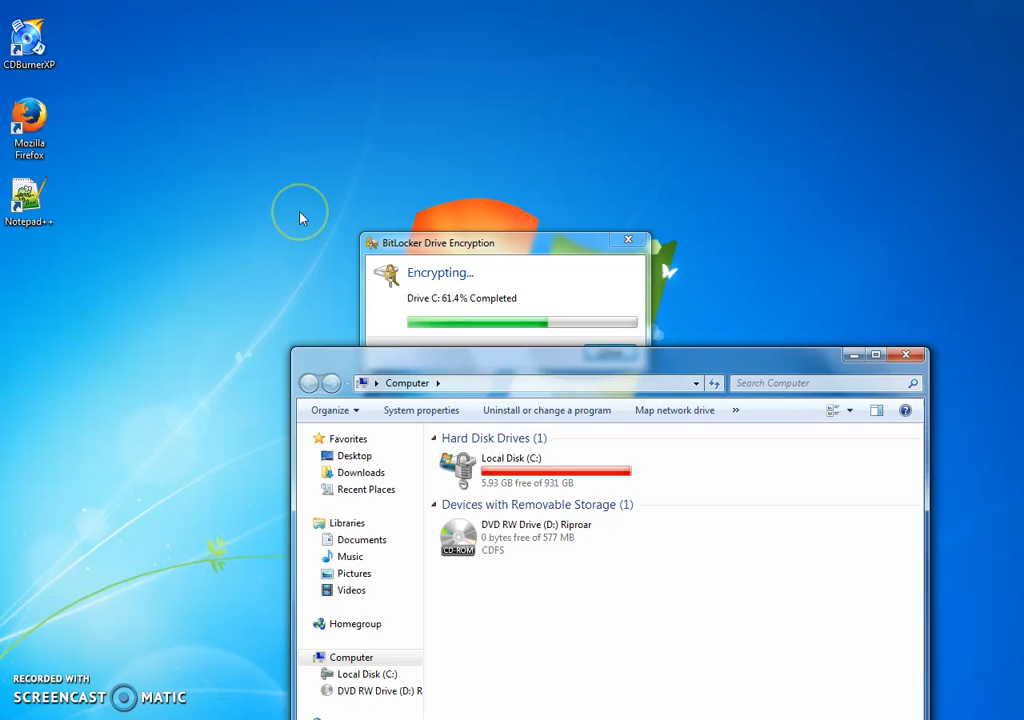 CDBurnerXP
Mozilla
Firefox
Notepad++
BitLocker Drive Encryption
Encrypting...
Drive C: 61.4% Completed
Computer
Search Computer
Organize
System properties
Uninstall or change a program
Map network drive
»
Favorites
Desktop
Downloads
Recent Places
Libraries
Documents
Music
Pictures
Videos
Homegroup
Computer
Local Disk (C:)
DVD RW Drive (D:) R
Hard Disk Drives (1)
Local Disk (C:)
5.93 GB free of 931 GB
Devices with Removable Storage (1)
DVD RW Drive (D:) Riproar
0 bytes free of 577 MB
CDFS
CD-ROM
RECORDED WITH
SCREENCAST MATIC